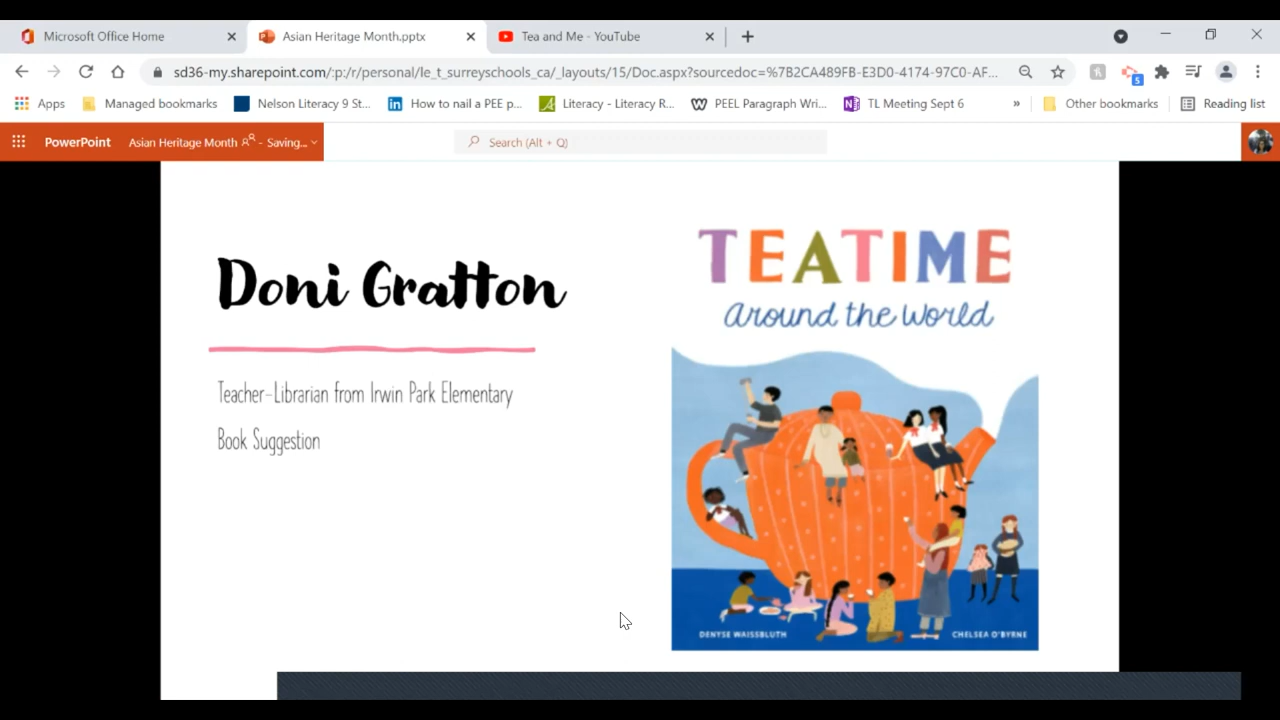 Microsoft Office Home
Asian Heritage Month.pptx
Tea and Me - YouTube
sd36-my.sharepoint.com/:p:/r/personal/le_t_surreyschools_ca/_layouts/15/Doc.aspx?sourcedoc=%7B2CA489FB-E3D0-4174-97C0-AF...
5
Apps
Managed bookmarks
Nelson Literacy 9 St...
How to nail a PEE p...
Literacy - Literacy R...
PEEL Paragraph Wri...
TL Meeting Sept 6
»
Other bookmarks
Reading list
PowerPoint
Asian Heritage Month - Saving...
Search (Alt + Q)
Doni Gratton
Teacher-Librarian from Irwin Park Elementary
Book Suggestion
TEATIME
Around the World
DENYSE WAISSBLUTH
CHELSEA O'BYRNE